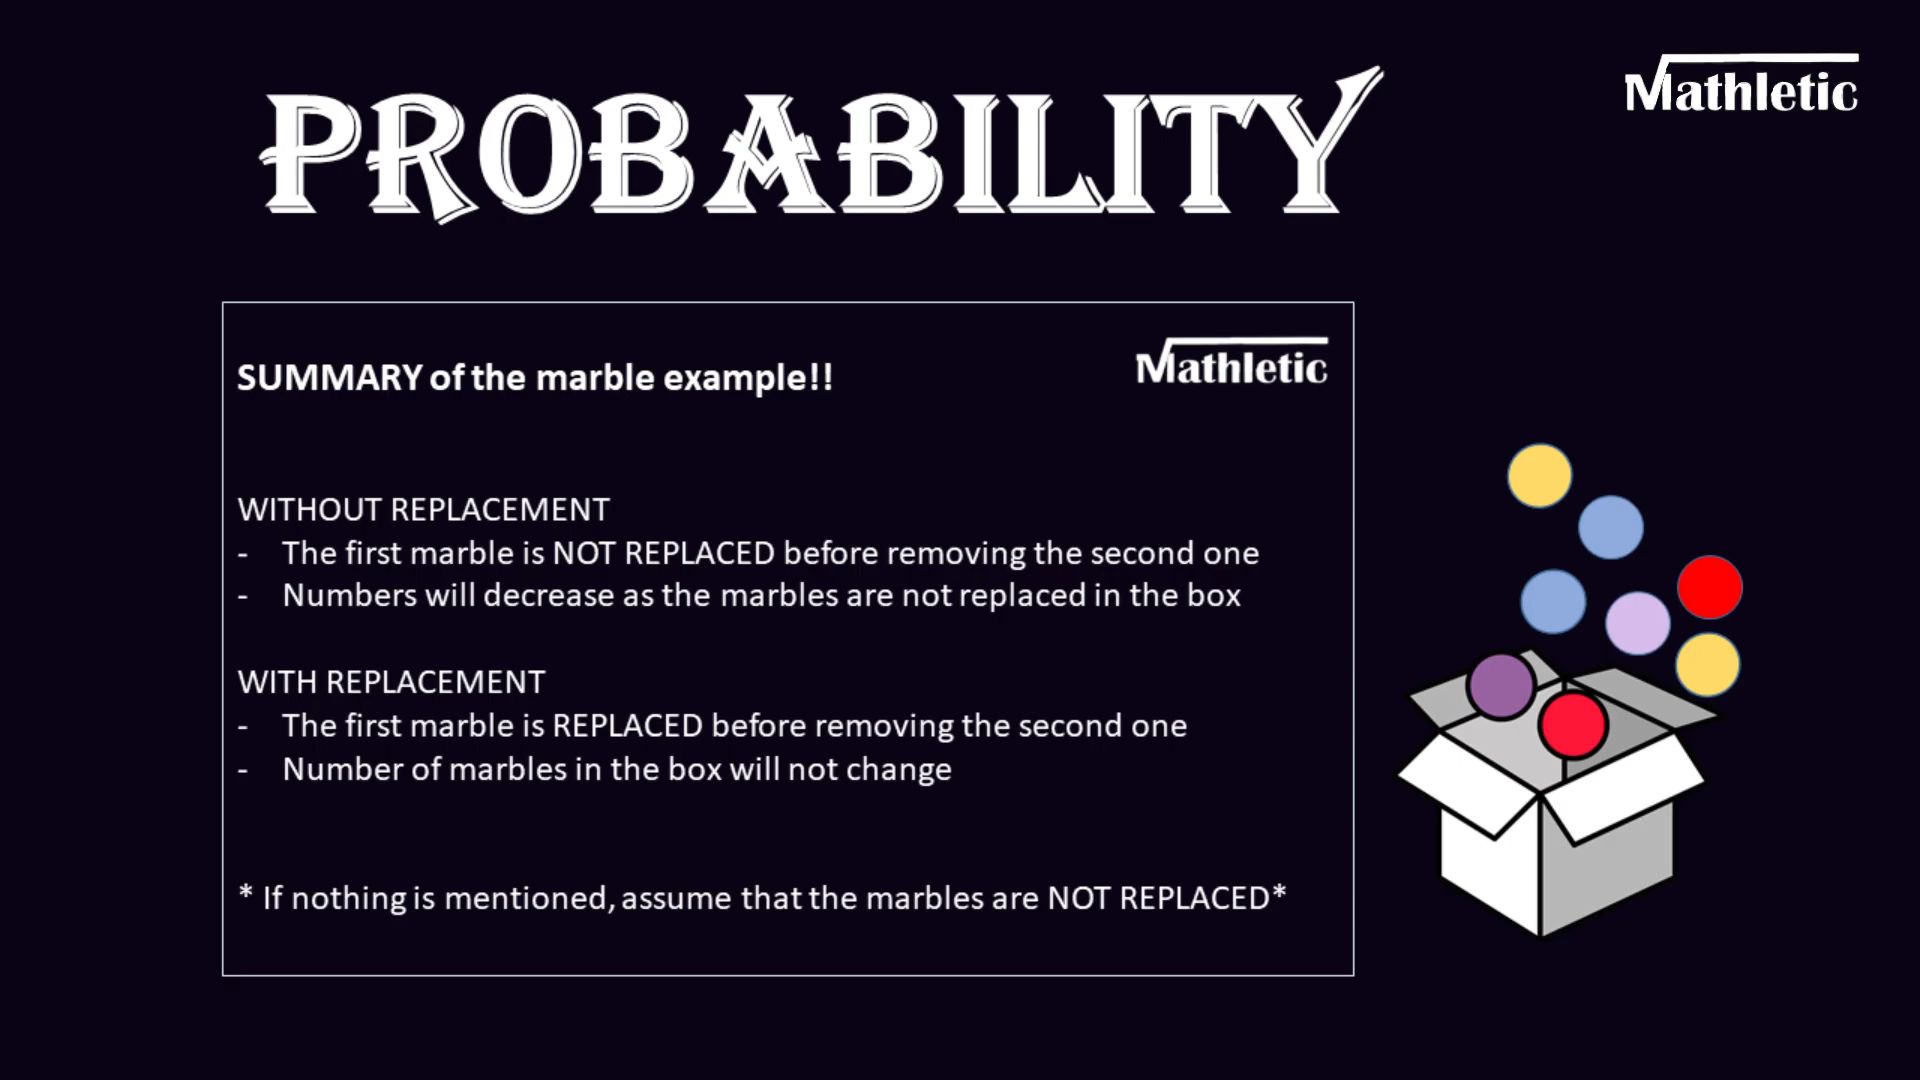 PROBABILITY
Mathletic
SUMMARY of the marble example!!
Mathletic
WITHOUT REPLACEMENT
- The first marble is NOT REPLACED before removing the second one
- Numbers will decrease as the marbles are not replaced in the box
WITH REPLACEMENT
- The first marble is REPLACED before removing the second one
- Number of marbles in the box will not change
* If nothing is mentioned, assume that the marbles are NOT REPLACED*